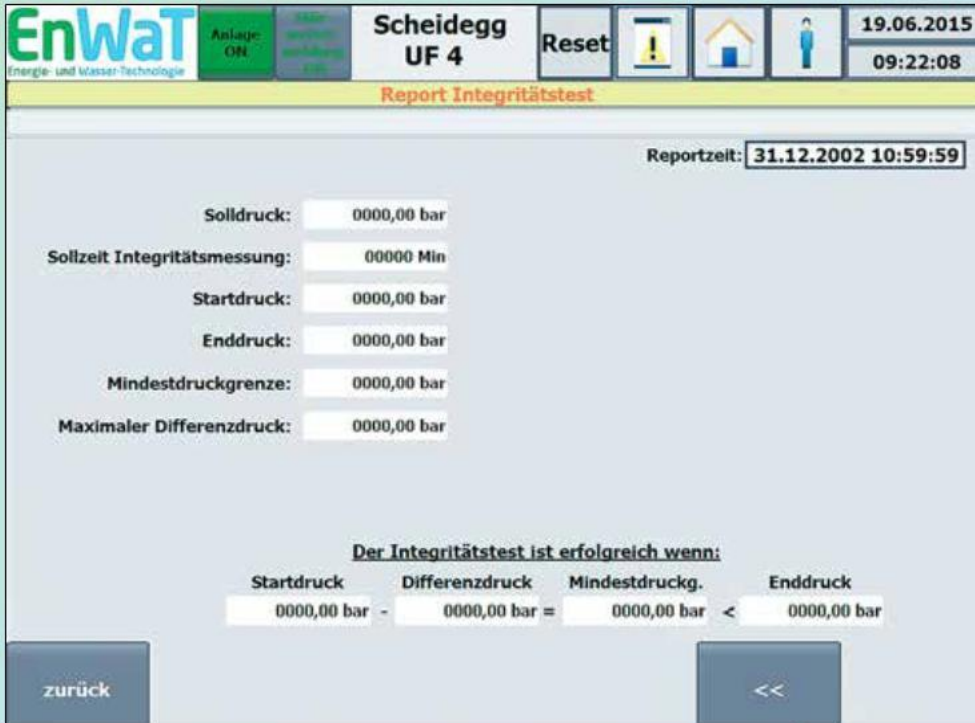 EnWaT
Energie- und Wasser-Technologie
Anlage
ON
Scheidegg
UF 4
Reset
19.06.2015
09:22:08
Report Integritätstest
Reportzeit: 31.12.2002 10:59:59
Solldruck: 0000,00 bar
Sollzeit Integritätsmessung: 00000 Min
Startdruck: 0000,00 bar
Enddruck: 0000,00 bar
Mindestdruckgrenze: 0000,00 bar
Maximaler Differenzdruck: 0000,00 bar
Der Integritätstest ist erfolgreich wenn:
Startdruck Differenzdruck Mindestdruckg. Enddruck
0000,00 bar - 0000,00 bar = 0000,00 bar < 0000,00 bar
zurück <<